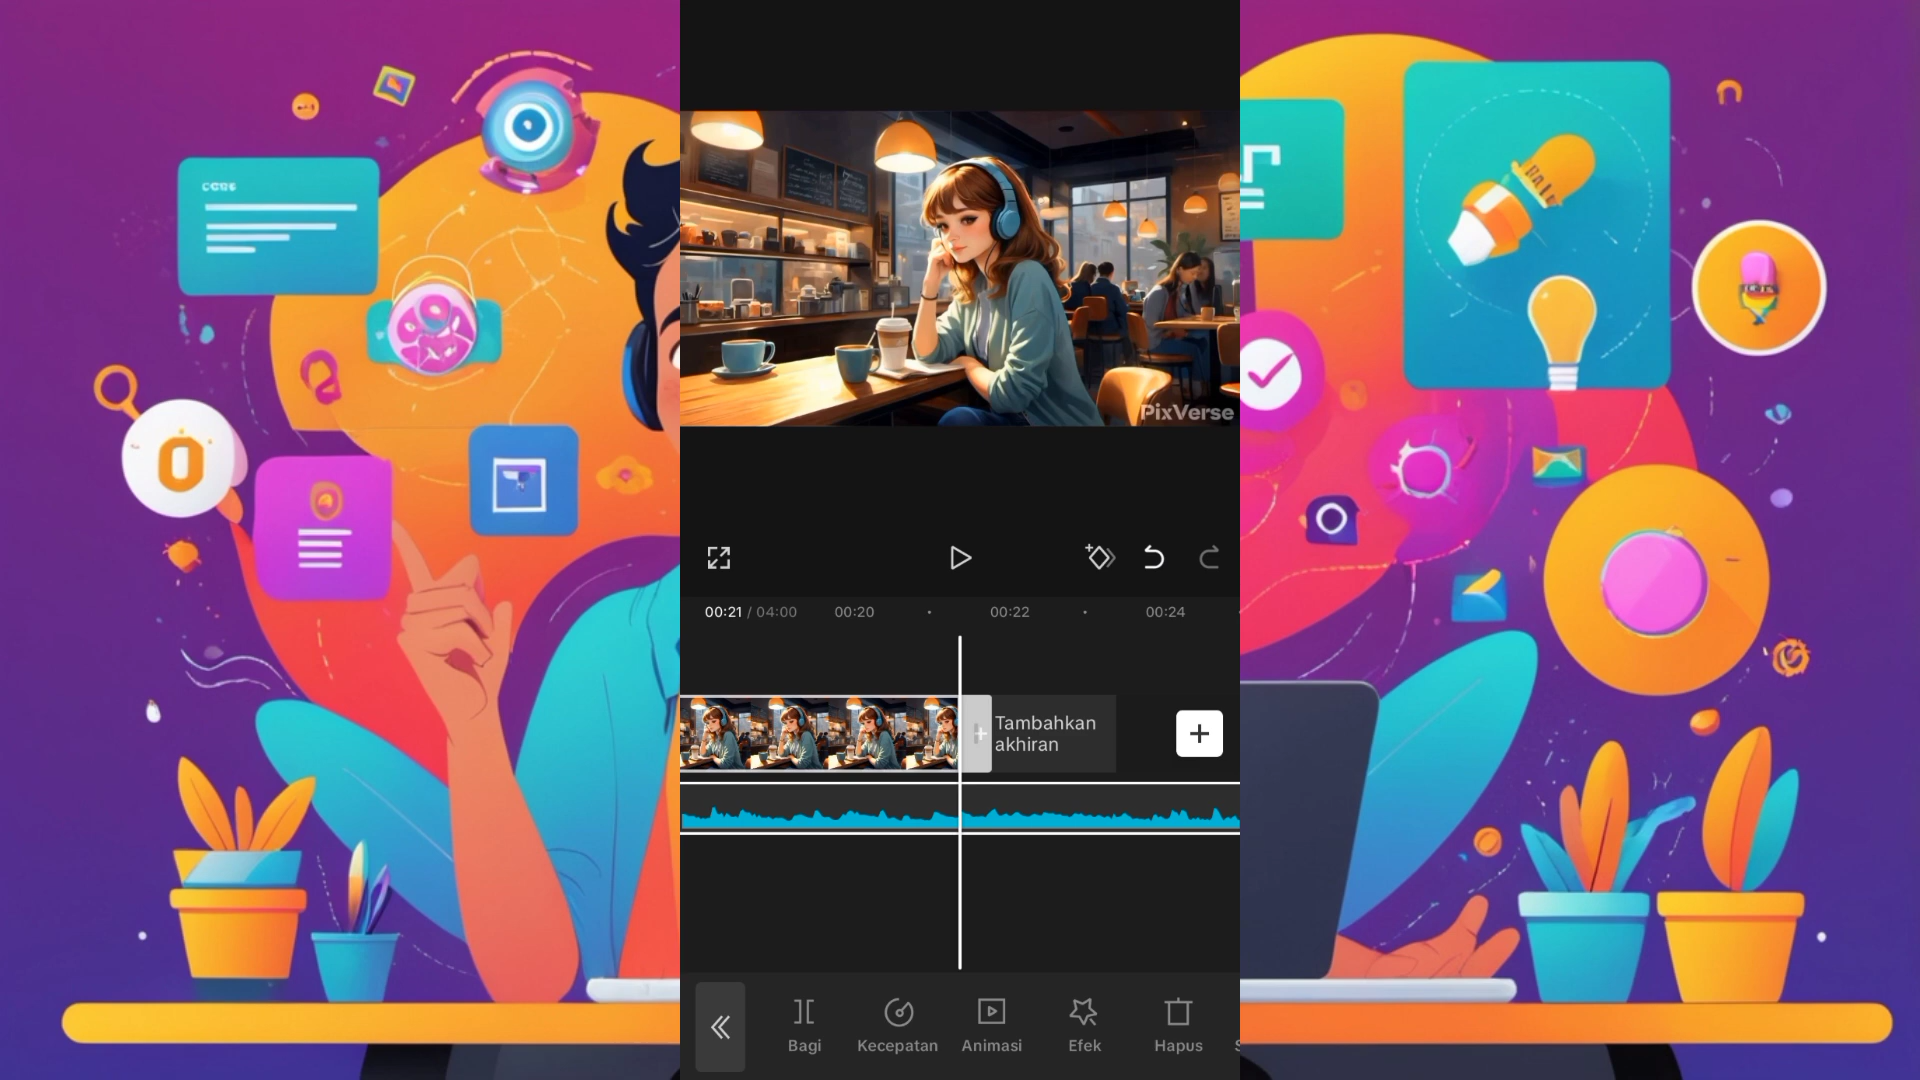 PixVerse
00:21 / 04:00 00:20 00:22 00:24
Tambahkan
akhiran
Bagi Kecepatan Animasi Efek Hapus